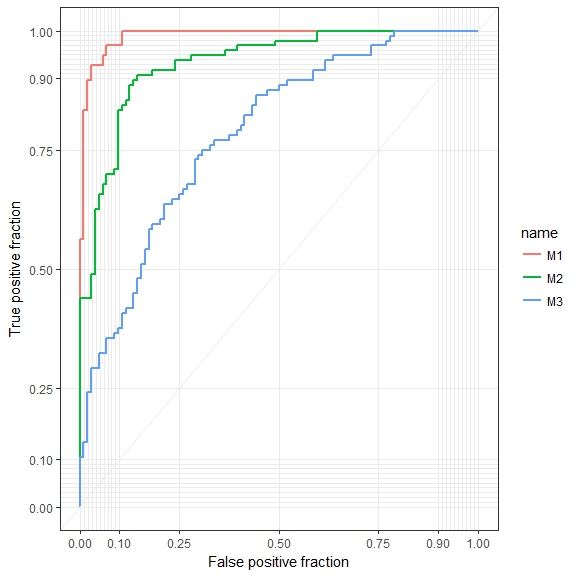 1.00
0.90
0.75
0.50
0.25
0.10
0.00
True positive fraction
0.00 0.10 0.25 0.50 0.75 0.90 1.00
False positive fraction
name
M1
M2
M3